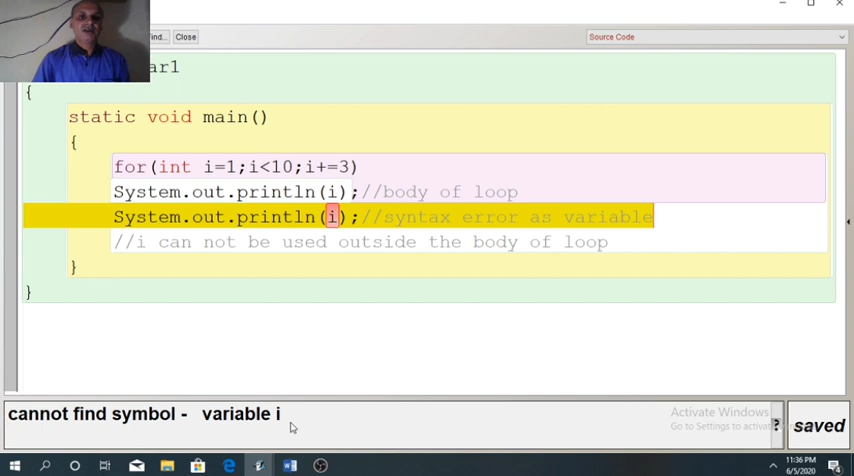 ind... Close Source Code
ar1
{
static void main()
{
for(int i=1;i<10;i+=3)
System.out.println(i);//body of loop
System.out.println(i);//syntax error as variable
//i can not be used outside the body of loop
}
}
cannot find symbol - variable i
Activate Windows
Go to Settings to activat
?
saved
11:36 PM
6/5/2020
4